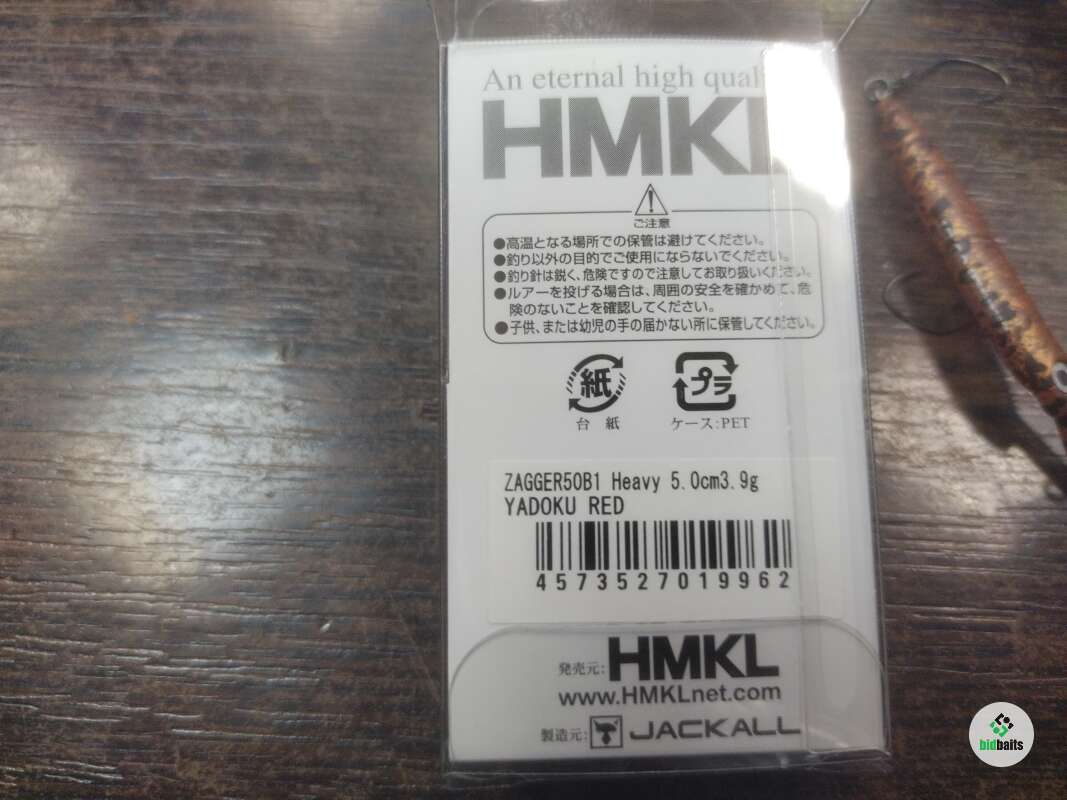 An eternal high quali
HMKL
ご注意
●高温となる場所での保管は避けてください。
●釣り以外の目的でご使用にならないでください。
●釣り針は鋭く、危険ですので注意してお取り扱いください。
●ルアーを投げる場合は、周囲の安全を確かめて、危
険のないことを確認してください。
●子供、または幼児の手の届かない所に保管してください。
紙 プラ
台紙 ケース:PET
ZAGGER50B1 Heavy 5.0cm3.9g
YADOKU RED
4573527019962
発売元: HMKL
www.HMKLnet.com
製造元: JACKALL
bidbaits